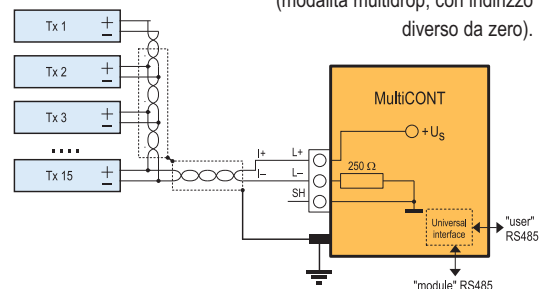 (modalità multidrop, con indirizzo
diverso da zero).
Tx 1 + −
Tx 2 + −
Tx 3 + −
....
Tx 15 + −
I+ L+
I− L−
SH
MultiCONT
+Us
250 Ω
Universal
interface
"user"
RS485
"module" RS485